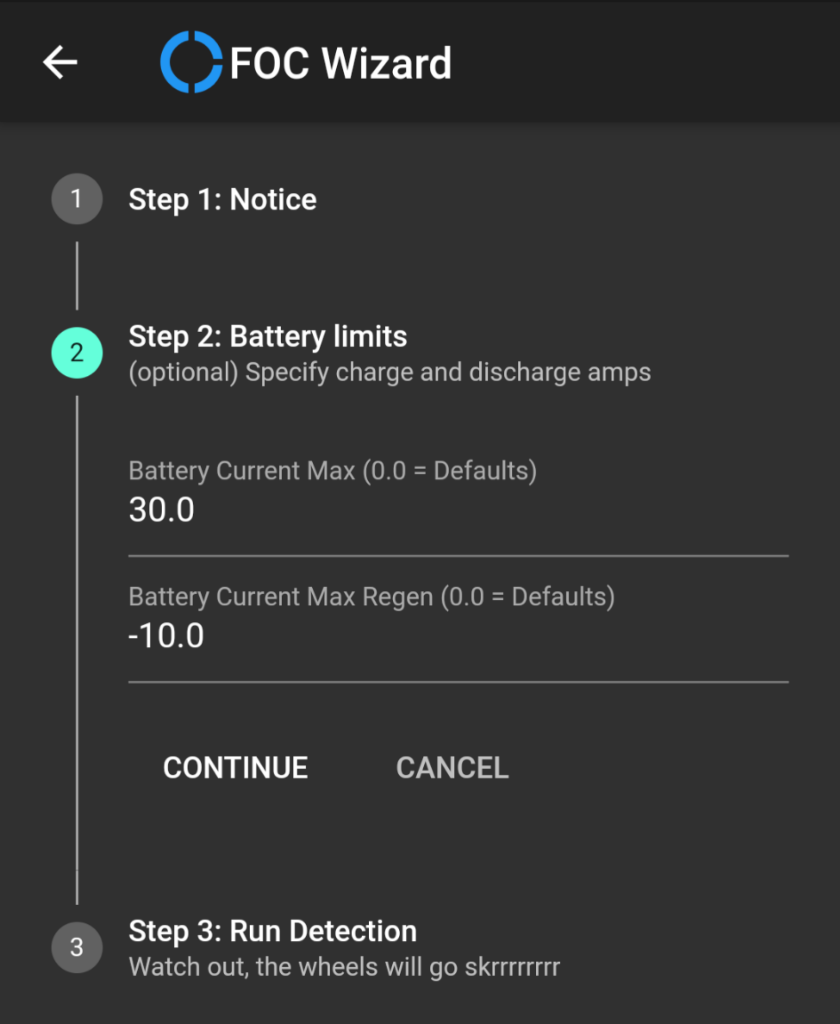 FOC Wizard
1
Step 1: Notice
2
Step 2: Battery limits
(optional) Specify charge and discharge amps
Battery Current Max (0.0 = Defaults)
30.0
Battery Current Max Regen (0.0 = Defaults)
-10.0
CONTINUE CANCEL
3
Step 3: Run Detection
Watch out, the wheels will go skrrrrrrrr